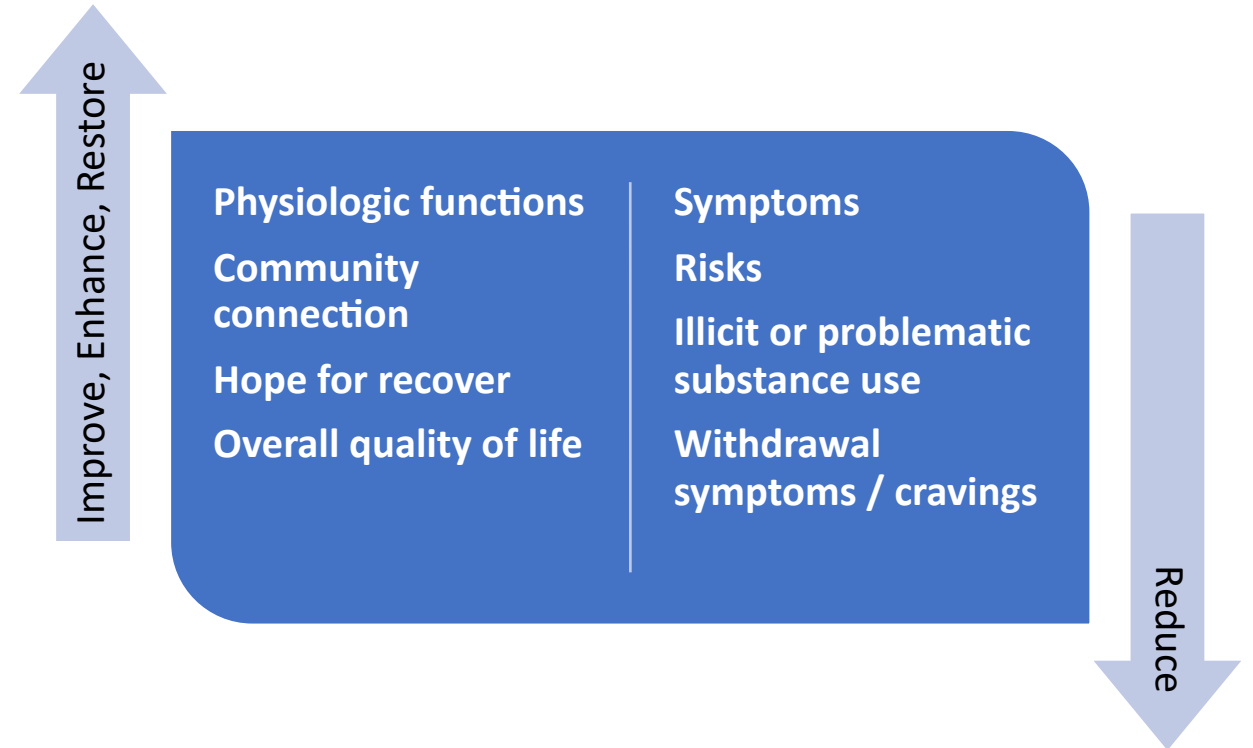 Improve, Enhance, Restore
Physiologic functions
Community
connection
Hope for recover
Overall quality of life
Symptoms
Risks
Illicit or problematic
substance use
Withdrawal
symptoms / cravings
Reduce